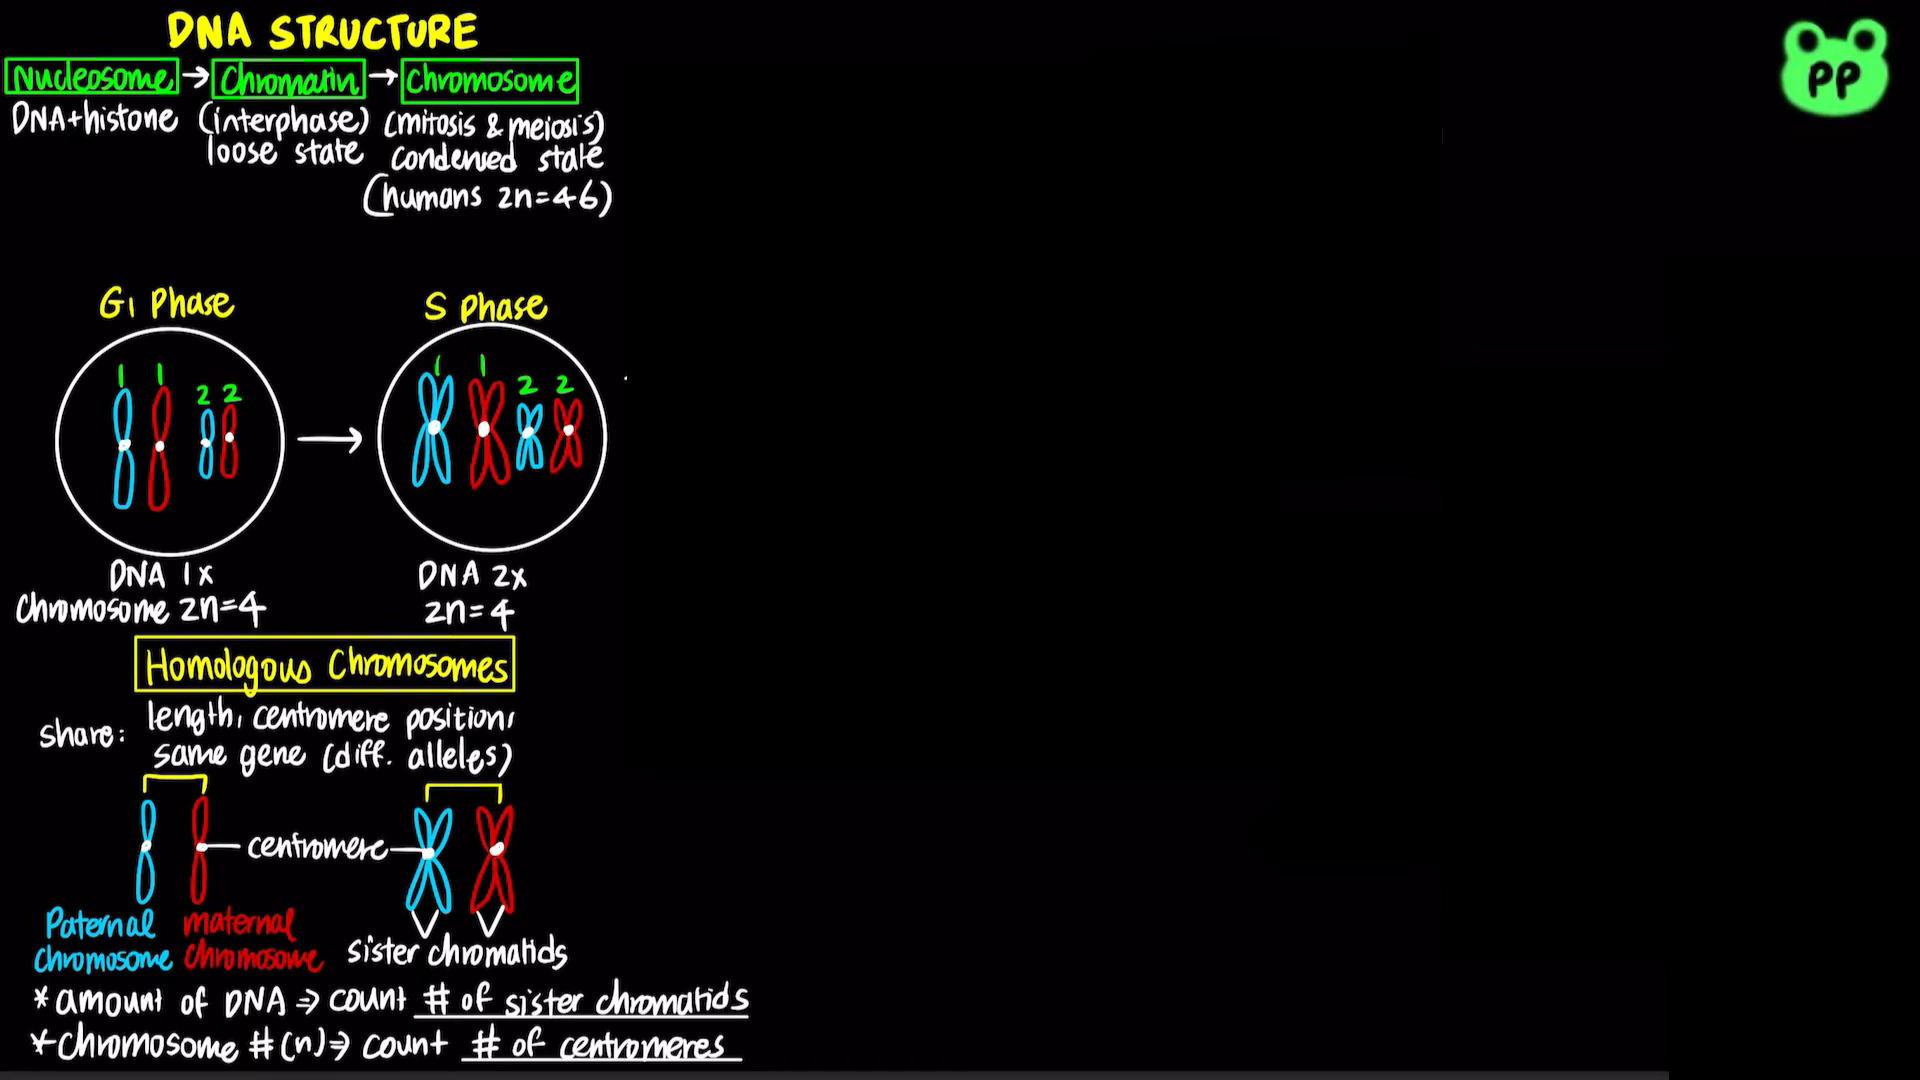 DNA STRUCTURE
PP
Nucleosome → Chromatin → Chromosome
DNA+histone (interphase) (mitosis & meiosis)
loose state condensed state
(humans 2n=46)
G1 Phase S phase
1 1 2 2 1 1 2 2
DNA 1x DNA 2x
Chromosome 2n=4 2n=4
Homologous Chromosomes
share: length, centromere position,
same gene (diff. alleles)
centromere
Paternal maternal
chromosome chromosome sister chromatids
*amount of DNA ⇒ count # of sister chromatids
*chromosome #(n) ⇒ count # of centromeres